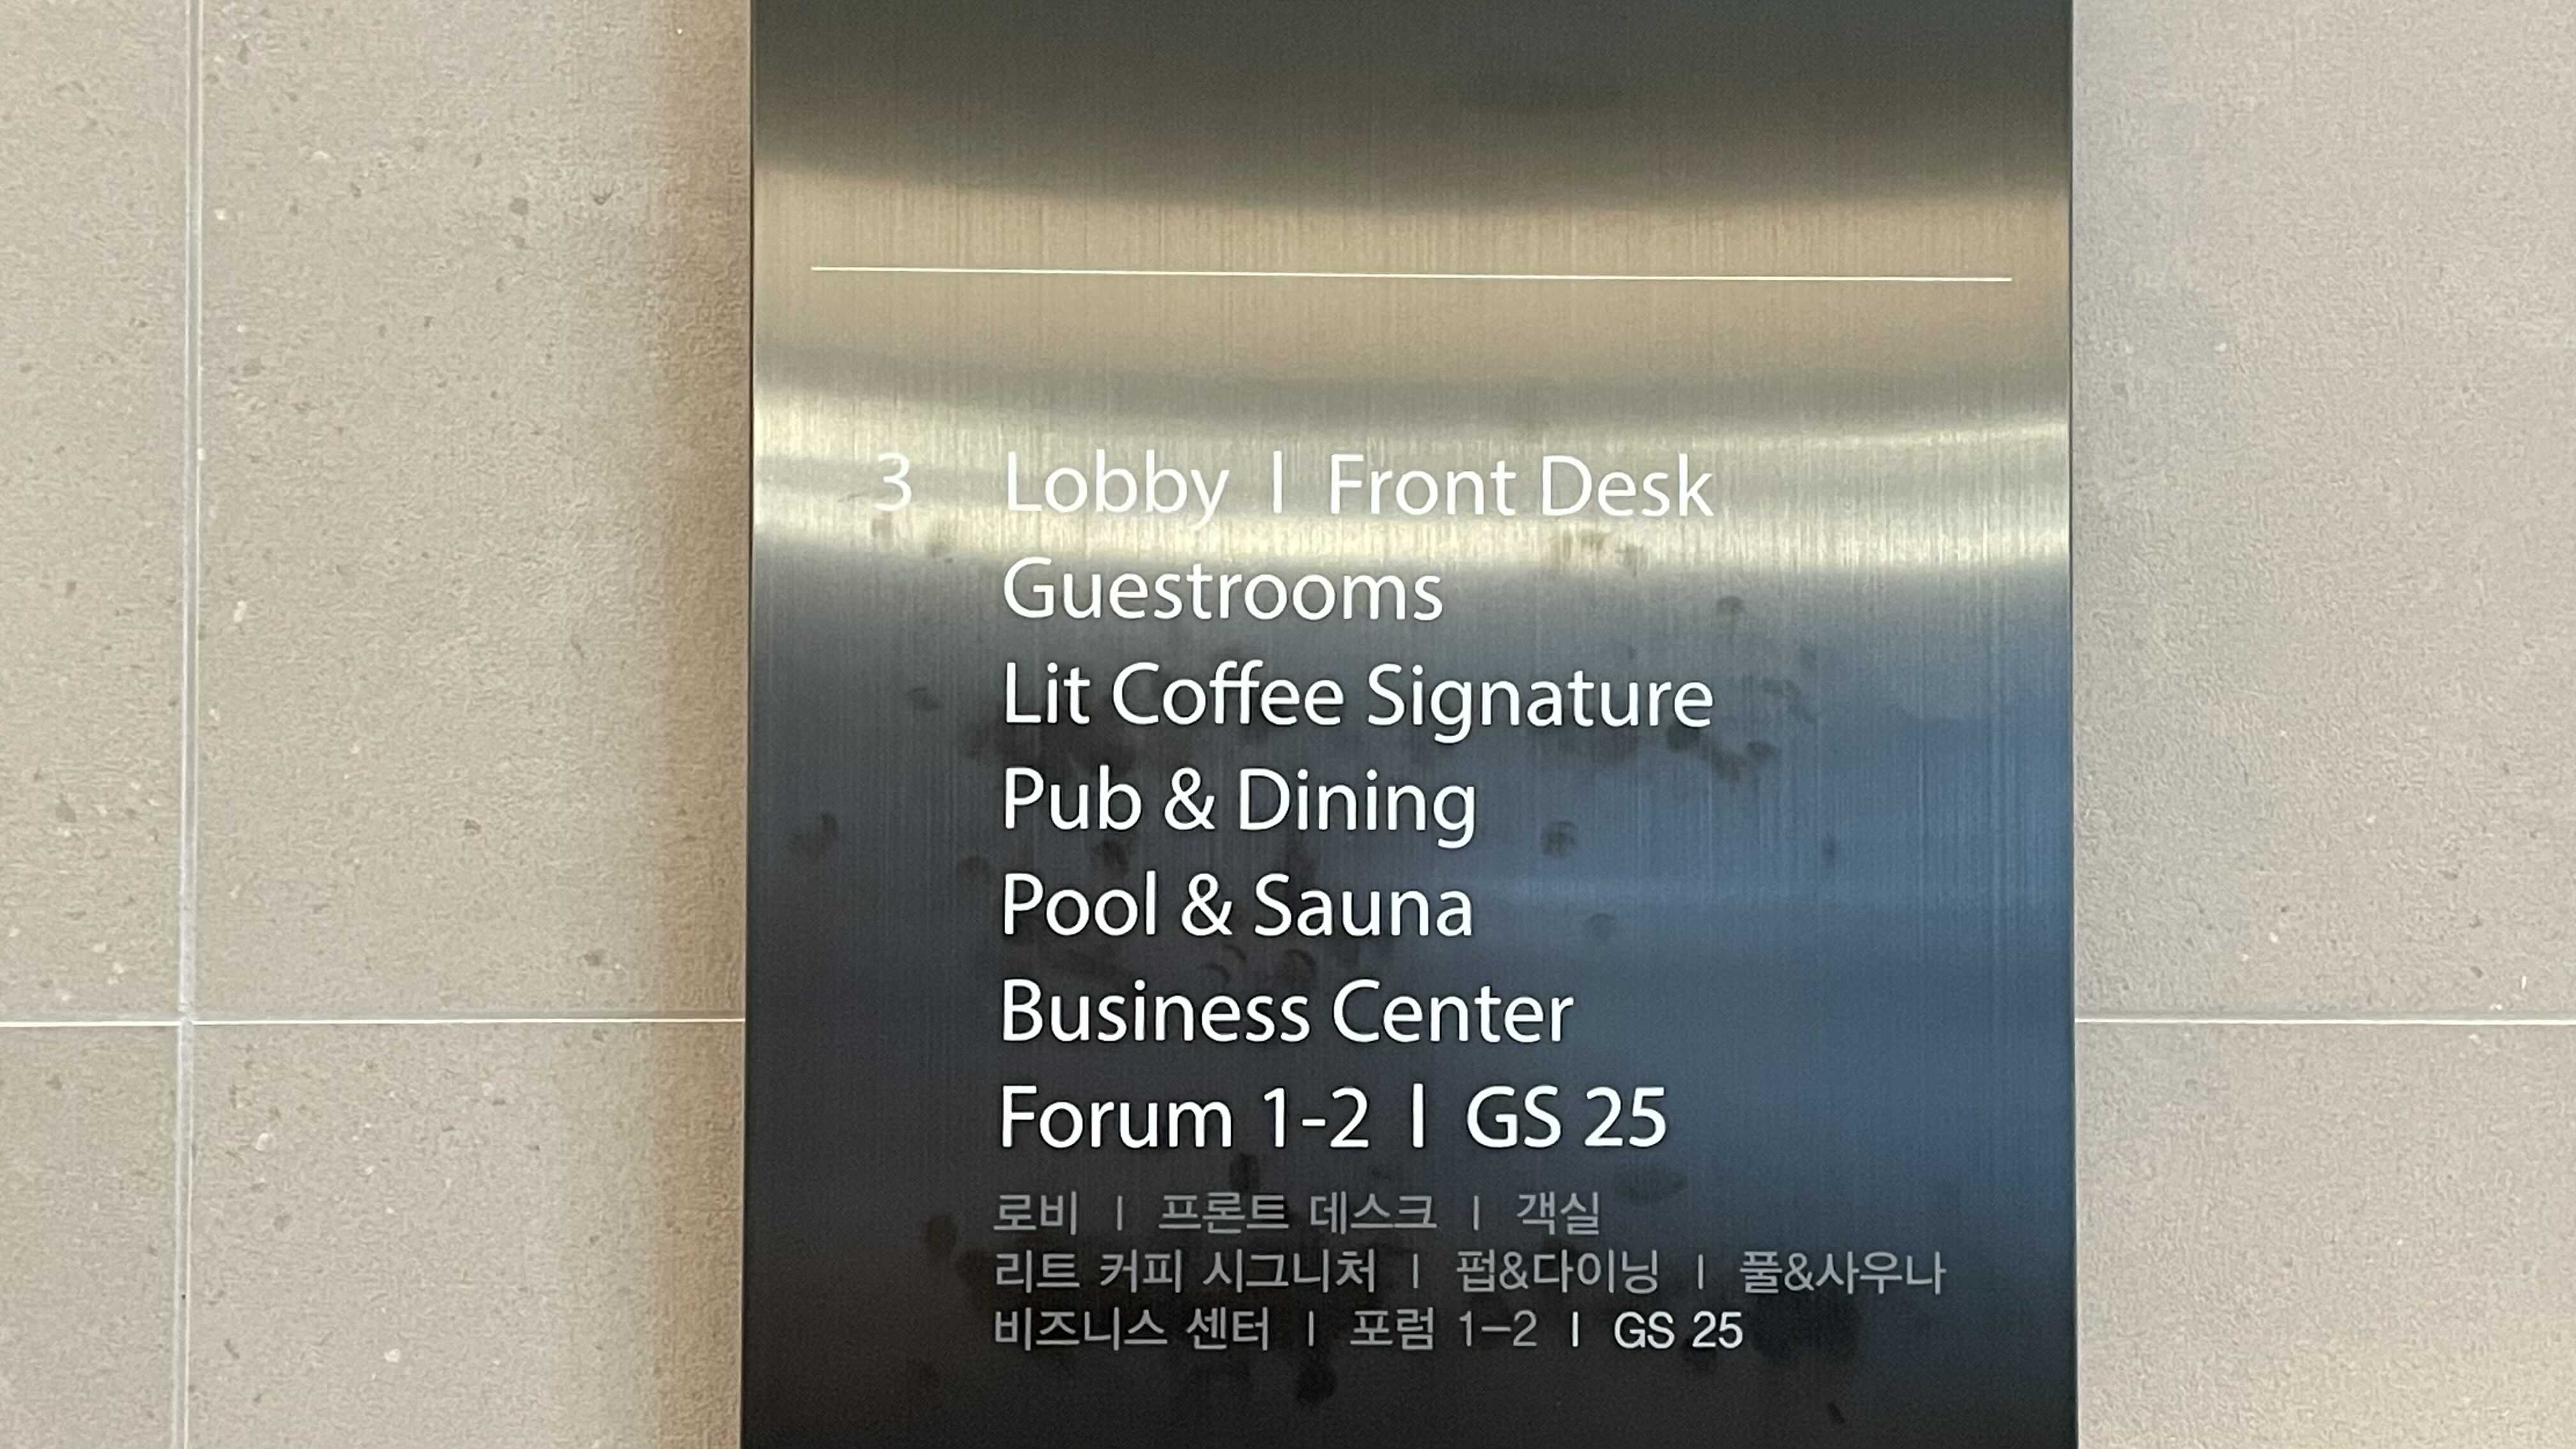 3 Lobby | Front Desk
Guestrooms
Lit Coffee Signature
Pub & Dining
Pool & Sauna
Business Center
Forum 1-2 | GS 25
로비 | 프론트 데스크 | 객실
리트 커피 시그니처 | 펍&다이닝 | 풀&사우나
비즈니스 센터 | 포럼 1-2 | GS 25